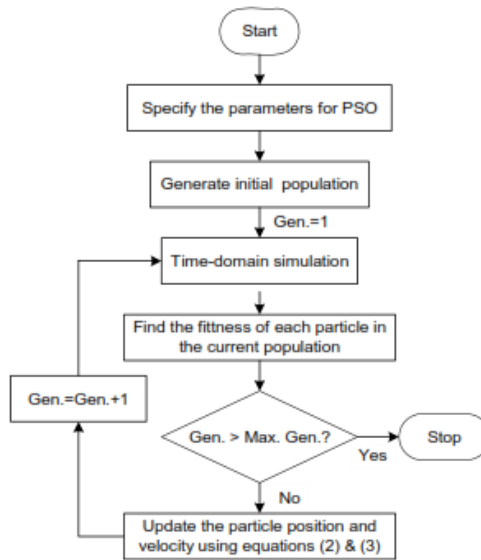 Start
Specify the parameters for PSO
Generate initial population
Gen.=1
Time-domain simulation
Find the fittness of each particle in
the current population
Gen.=Gen.+1
Gen. > Max. Gen.?
Stop
Yes
No
Update the particle position and
velocity using equations (2) & (3)